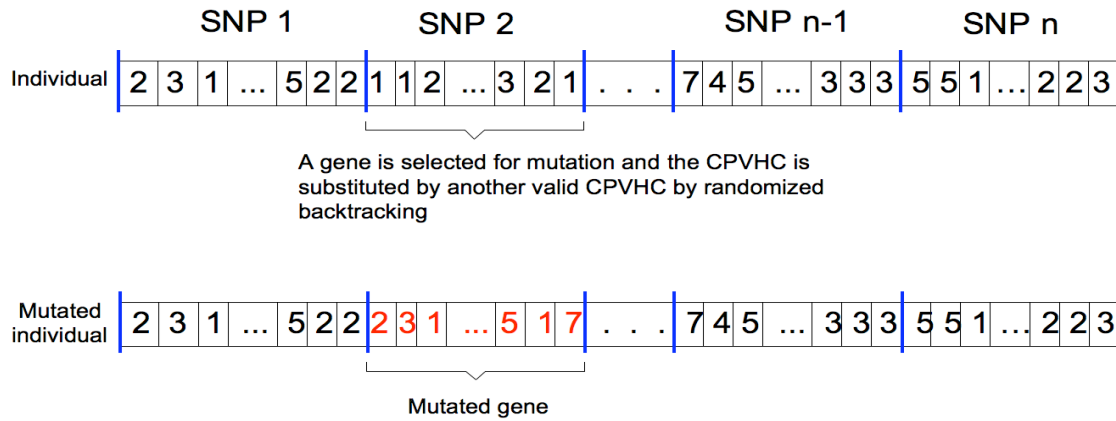 SNP 1 SNP 2 SNP n-1 SNP n
Individual 2 3 1 ... 5 2 2 1 1 2 ... 3 2 1 . . . 7 4 5 ... 3 3 3 5 5 1 ... 2 2 3
A gene is selected for mutation and the CPVHC is
substituted by another valid CPVHC by randomized
backtracking
Mutated
individual
2 3 1 ... 5 2 2 2 3 1 ... 5 1 7 . . . 7 4 5 ... 3 3 3 5 5 1 ... 2 2 3
Mutated gene